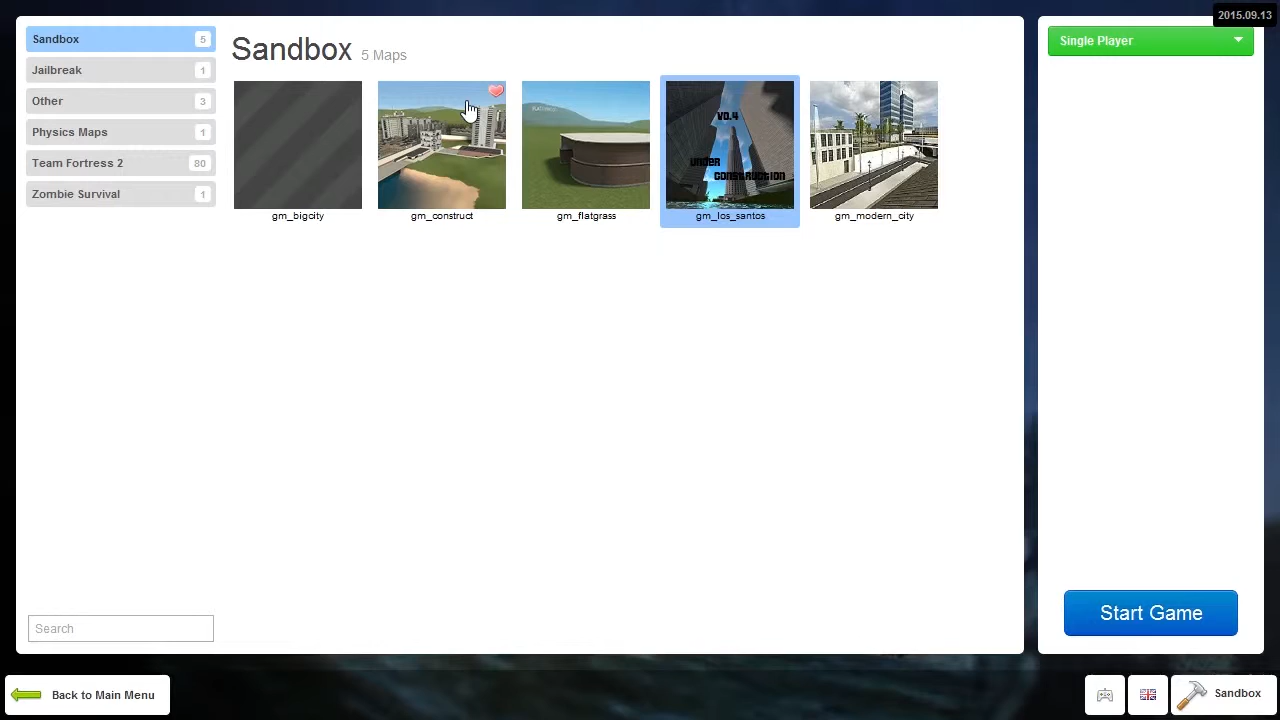 2015.09.13
Sandbox 5
Jailbreak 1
Other 3
Physics Maps 1
Team Fortress 2 80
Zombie Survival 1
Sandbox 5 Maps
V0.4
UNDER
CONSTRUCTION
gm_bigcity
gm_construct
gm_flatgrass
gm_los_santos
gm_modern_city
Single Player
Search
Start Game
Back to Main Menu
Sandbox